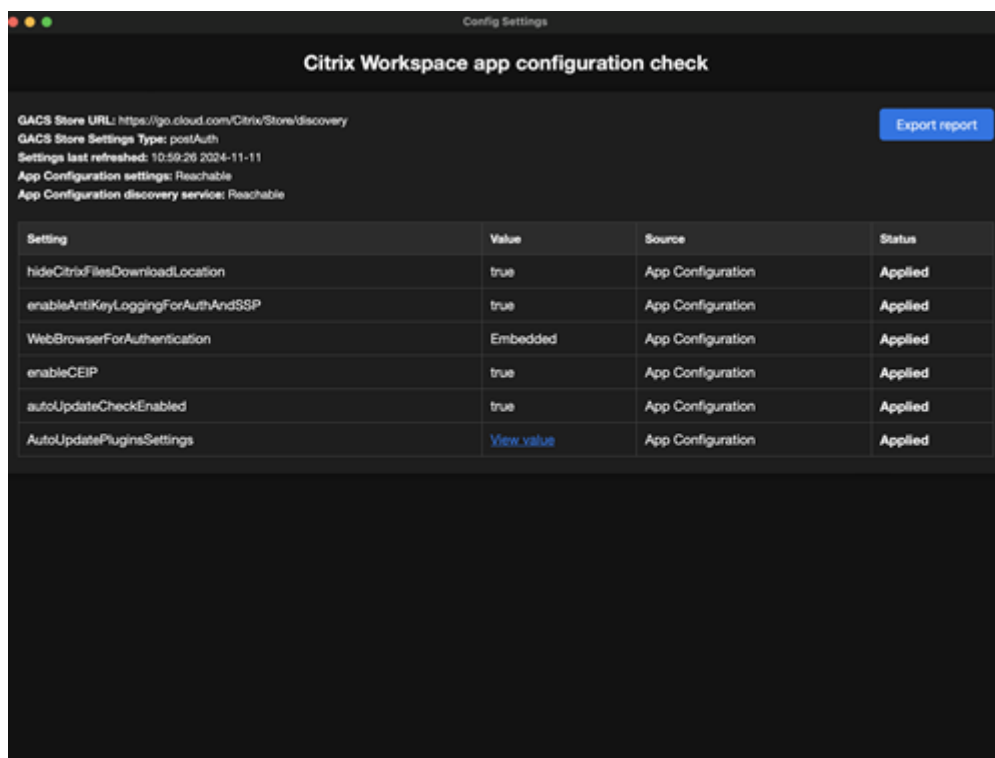 Config Settings
Citrix Workspace app configuration check
GACS Store URL: https://go.cloud.com/Citrix/Store/discovery
Export report
GACS Store Settings Type: postAuth
Settings last refreshed: 10:59:26 2024-11-11
App Configuration settings: Reachable
App Configuration discovery service: Reachable
Setting Value Source Status
hideCitrixFilesDownloadLocation true App Configuration Applied
enableAntiKeyLoggingForAuthAndSSP true App Configuration Applied
WebBrowserForAuthentication Embedded App Configuration Applied
enableCEIP true App Configuration Applied
autoUpdateCheckEnabled true App Configuration Applied
AutoUpdatePluginsSettings View value App Configuration Applied